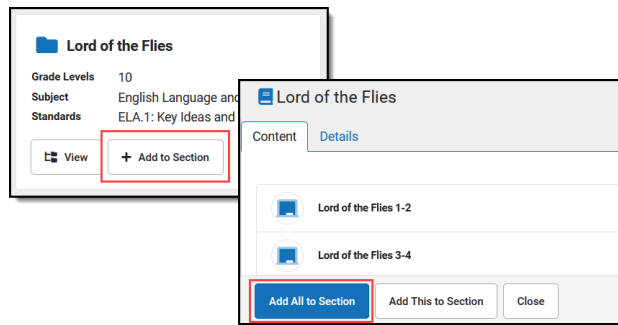 Lord of the Flies
Grade Levels 10
Subject English Language and
Standards ELA.1: Key Ideas and
View + Add to Section
Lord of the Flies
Content Details
Lord of the Flies 1-2
Lord of the Flies 3-4
Add All to Section Add This to Section Close